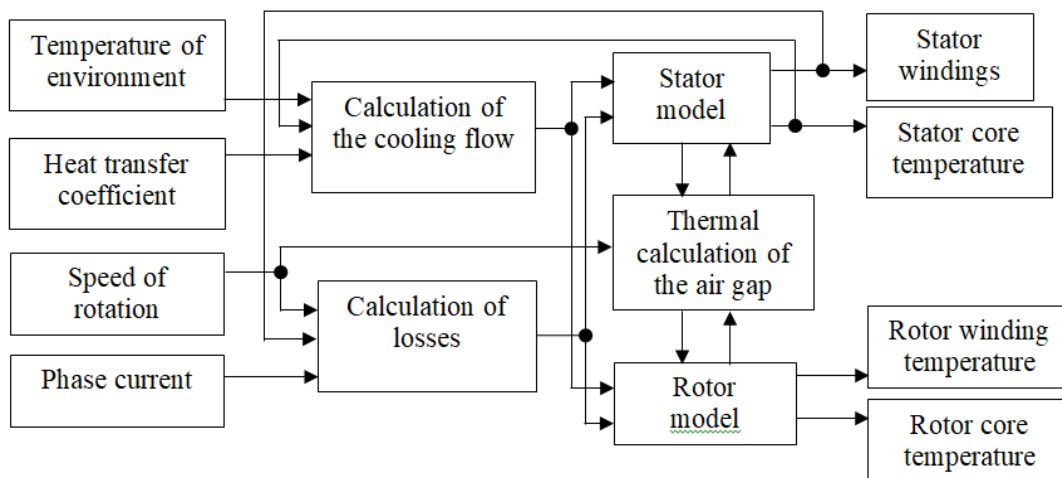 Temperature of
environment
Heat transfer
coefficient
Speed of
rotation
Phase current
Calculation of
the cooling flow
Calculation of
losses
Stator
model
Thermal
calculation of
the air gap
Rotor
model
Stator
windings
Stator core
temperature
Rotor winding
temperature
Rotor core
temperature